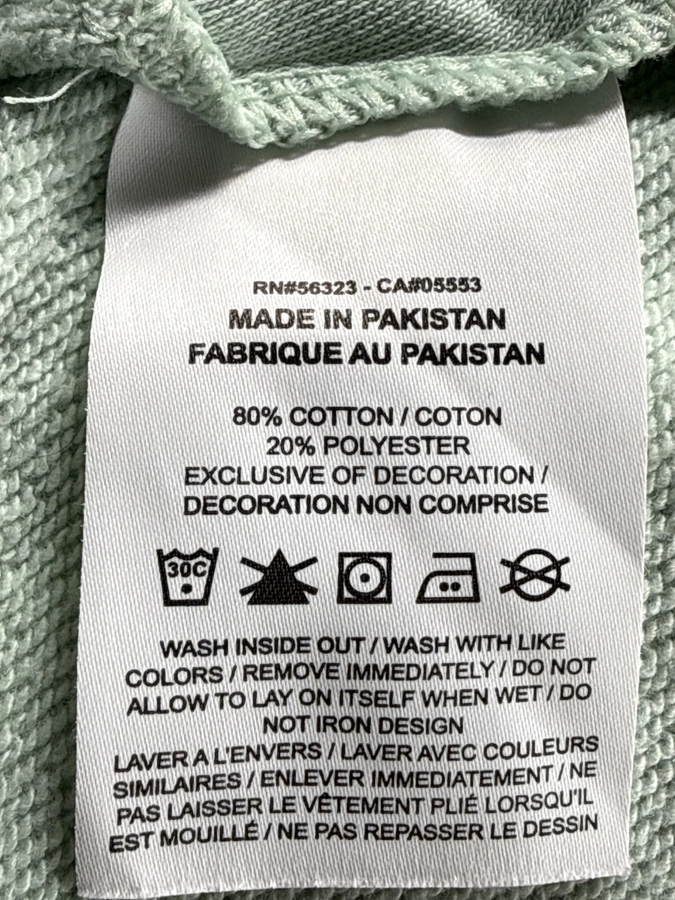 RN#56323 - CA#05553
MADE IN PAKISTAN
FABRIQUE AU PAKISTAN
80% COTTON / COTON
20% POLYESTER
EXCLUSIVE OF DECORATION /
DECORATION NON COMPRISE
30C
WASH INSIDE OUT / WASH WITH LIKE
COLORS / REMOVE IMMEDIATELY / DO NOT
ALLOW TO LAY ON ITSELF WHEN WET / DO
NOT IRON DESIGN
LAVER A L'ENVERS / LAVER AVEC COULEURS
SIMILAIRES / ENLEVER IMMEDIATEMENT / NE
PAS LAISSER LE VÊTEMENT PLIÉ LORSQU'IL
EST MOUILLÉ / NE PAS REPASSER LE DESSIN